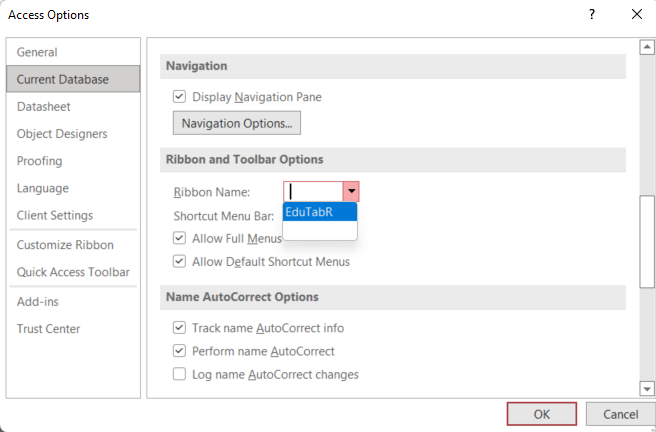 Access Options
?
General
Current Database
Datasheet
Object Designers
Proofing
Language
Client Settings
Customize Ribbon
Quick Access Toolbar
Add-ins
Trust Center
Navigation
Display Navigation Pane
Navigation Options...
Ribbon and Toolbar Options
Ribbon Name:
EduTabR
Shortcut Menu Bar:
Allow Full Menus
Allow Default Shortcut Menus
Name AutoCorrect Options
Track name AutoCorrect info
Perform name AutoCorrect
Log name AutoCorrect changes
OK Cancel